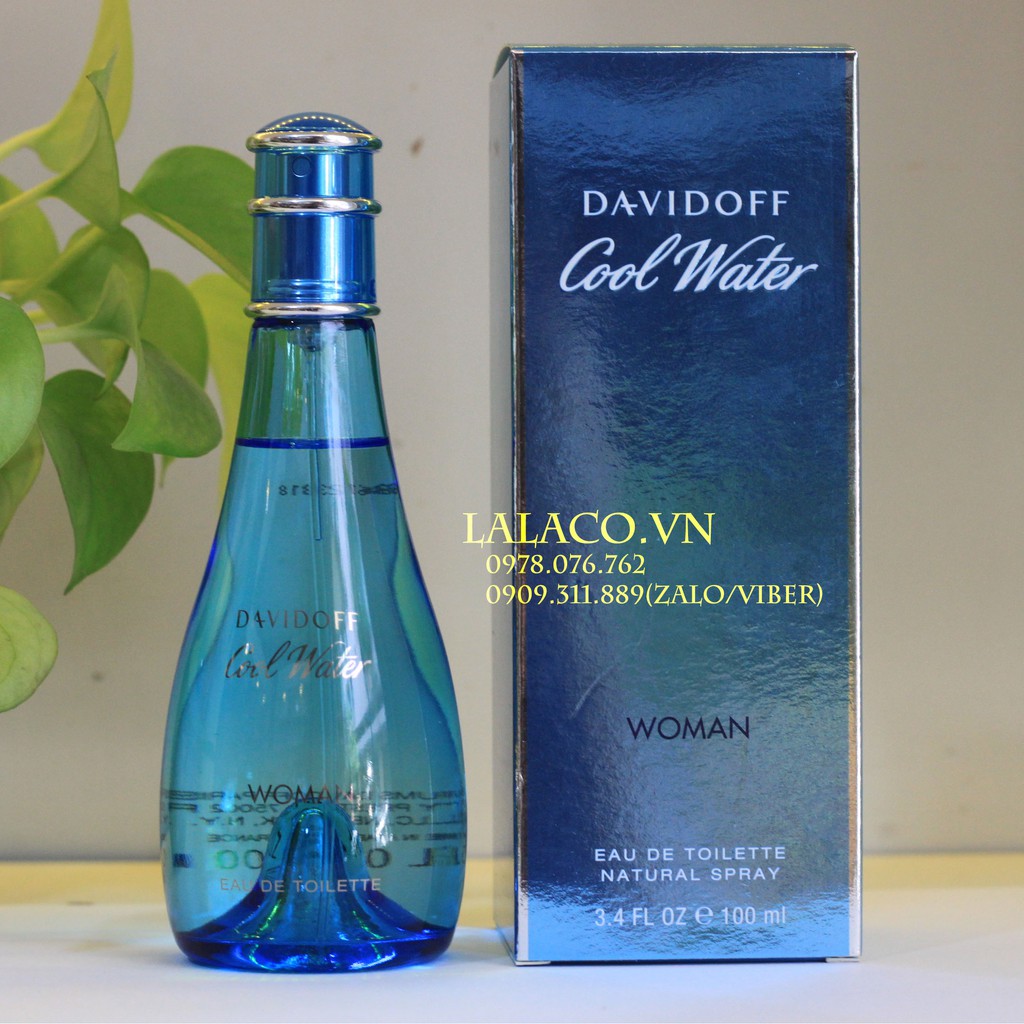 DAVIDOFF
Cool Water
LALACO.VN
0978.076.762
0909.311.889(ZALO/VIBER)
WOMAN
EAU DE TOILETTE
NATURAL SPRAY
3.4 FL OZ e 100 ml
DAVIDOFF
Cool Water
WOMAN
EAU DE TOILETTE